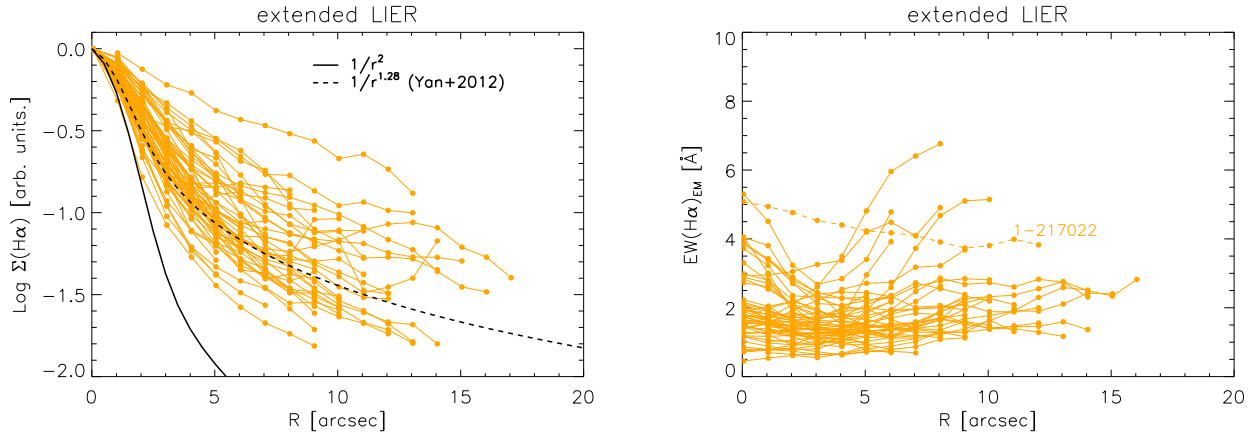 extended LIER
0.0
-0.5
-1.0
-1.5
-2.0
Log Σ(Hα) [arb. units.]
1/r²
1/r^1.28 (Yan+2012)
0 5 10 15 20
R [arcsec]
extended LIER
10
8
6
4
2
0
EW(Hα)EM [Å]
1-217022
0 5 10 15 20
R [arcsec]